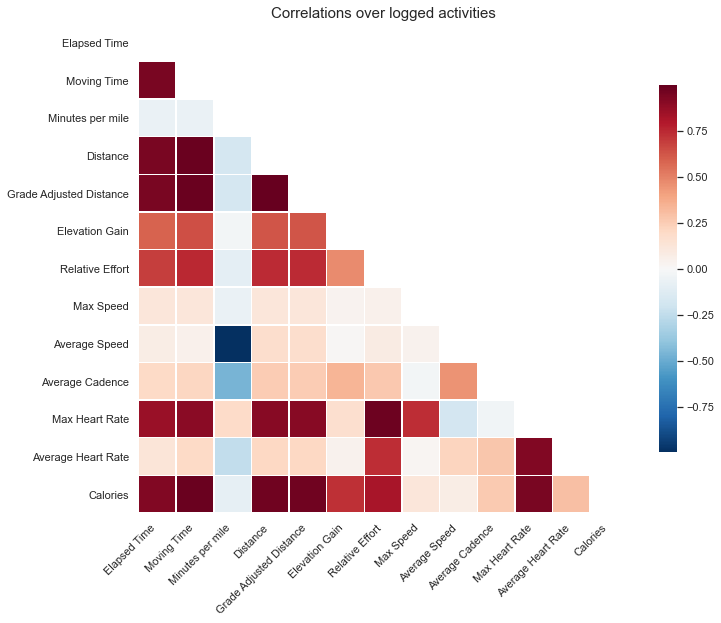 Correlations over logged activities
Elapsed Time
Moving Time
Minutes per mile
Distance
Grade Adjusted Distance
Elevation Gain
Relative Effort
Max Speed
Average Speed
Average Cadence
Max Heart Rate
Average Heart Rate
Calories
0.75
0.50
0.25
0.00
−0.25
−0.50
−0.75
Elapsed Time
Moving Time
Minutes per mile
Distance
Grade Adjusted Distance
Elevation Gain
Relative Effort
Max Speed
Average Speed
Average Cadence
Max Heart Rate
Average Heart Rate
Calories